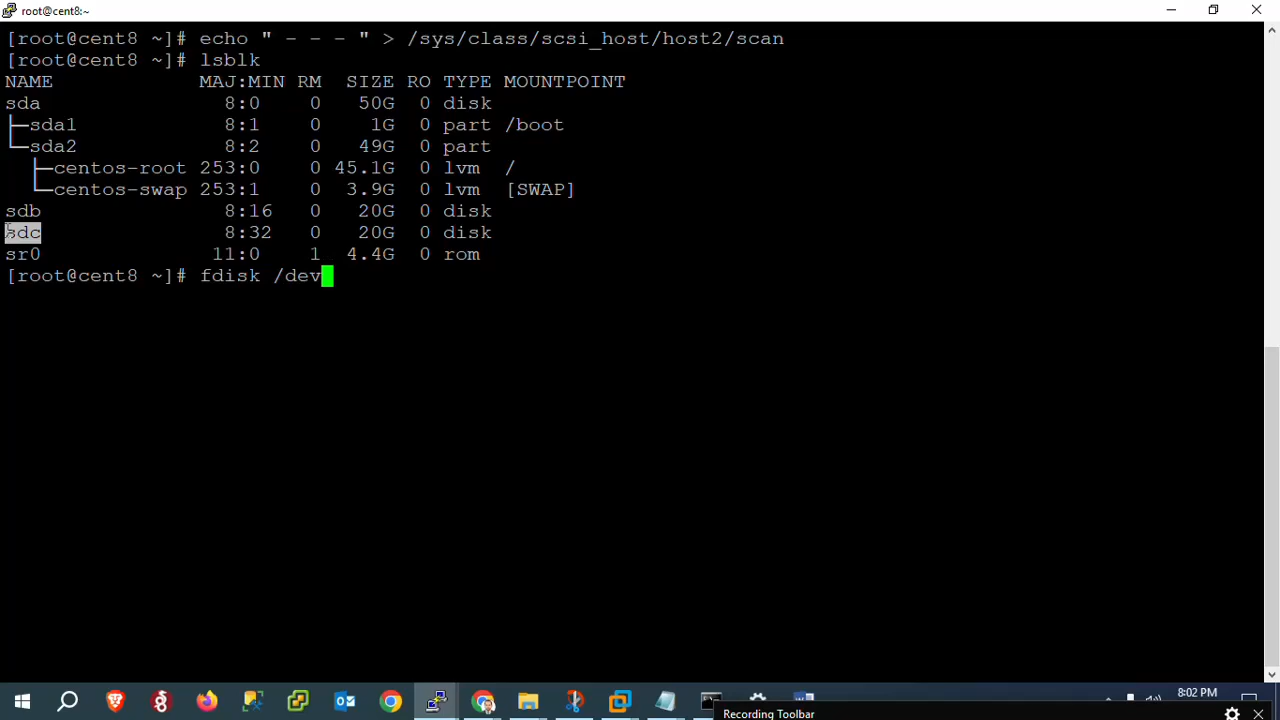 root@cent8:~
[root@cent8 ~]# echo " - - - " > /sys/class/scsi_host/host2/scan
[root@cent8 ~]# lsblk
NAME MAJ:MIN RM SIZE RO TYPE MOUNTPOINT
sda 8:0 0 50G 0 disk
├─sda1 8:1 0 1G 0 part /boot
└─sda2 8:2 0 49G 0 part
├─centos-root 253:0 0 45.1G 0 lvm /
└─centos-swap 253:1 0 3.9G 0 lvm [SWAP]
sdb 8:16 0 20G 0 disk
sdc 8:32 0 20G 0 disk
sr0 11:0 1 4.4G 0 rom
[root@cent8 ~]# fdisk /dev
8:02 PM
Recording Toolbar